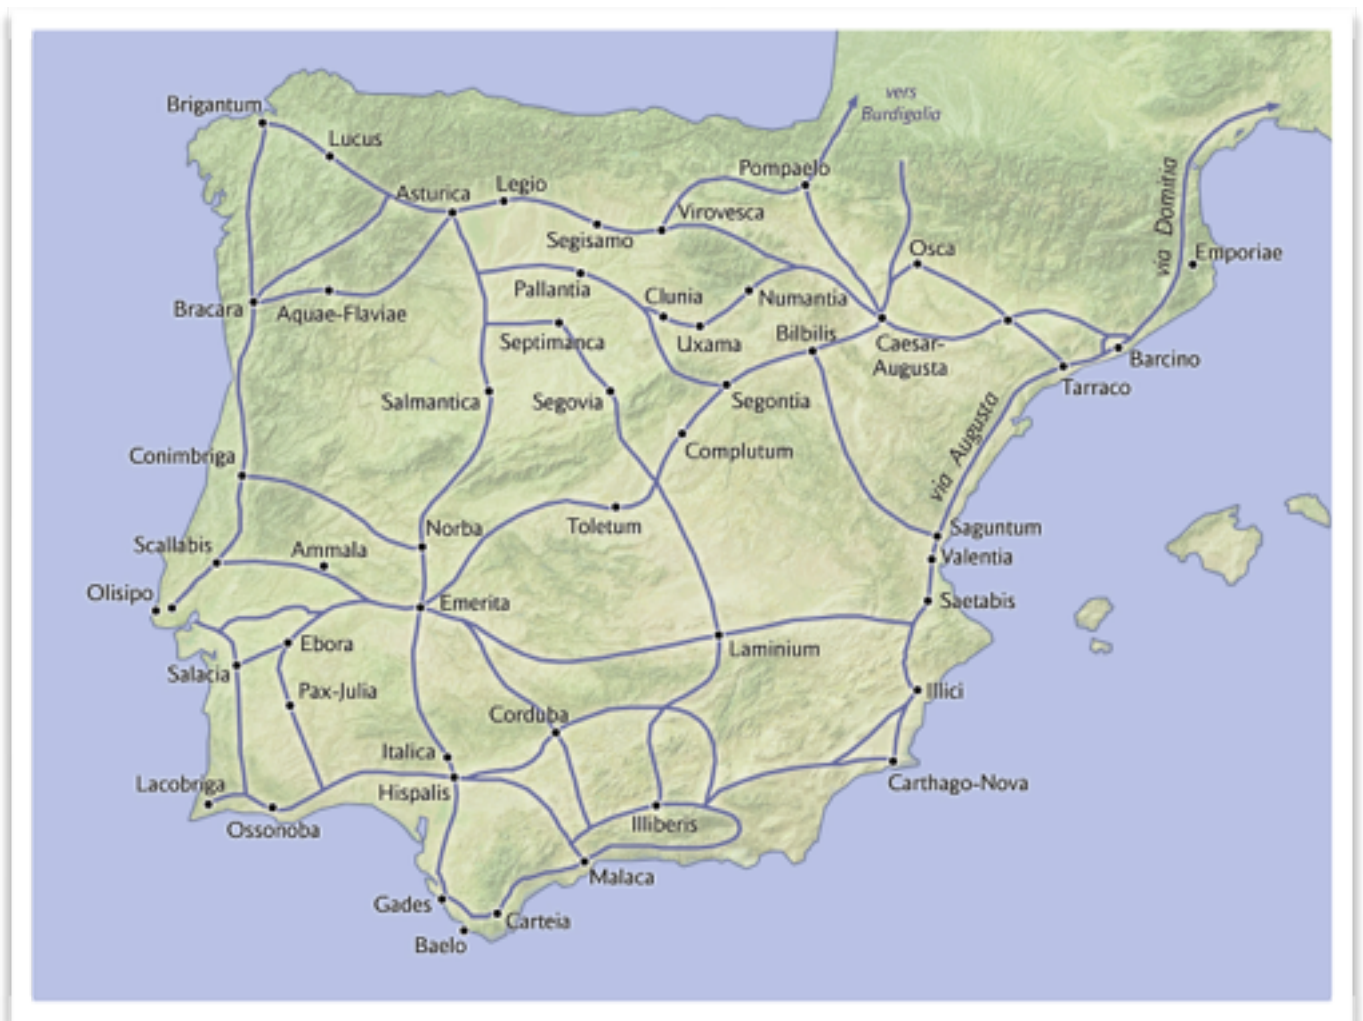 vers
Burdigalia
Brigantum
Lucus
Pompaelo
Asturica
Legio
Virovesca
Segisamo
Osca
via Domitia
Emporiae
Bracara
Aquae-Flaviae
Pallantia
Clunia
Numantia
Septimanca
Uxama
Bilbilis
Caesar-
Augusta
Barcino
Tarraco
Salmantica
Segovia
Segontia
via Augusta
Conimbriga
Complutum
Norba
Toletum
Saguntum
Scallabis
Ammala
Valentia
Olisipo
Emerita
Saetabis
Ebora
Laminium
Salacia
Pax-Julia
Illici
Corduba
Italica
Lacobriga
Hispalis
Carthago-Nova
Ossonoba
Illiberis
Malaca
Gades
Carteia
Baelo